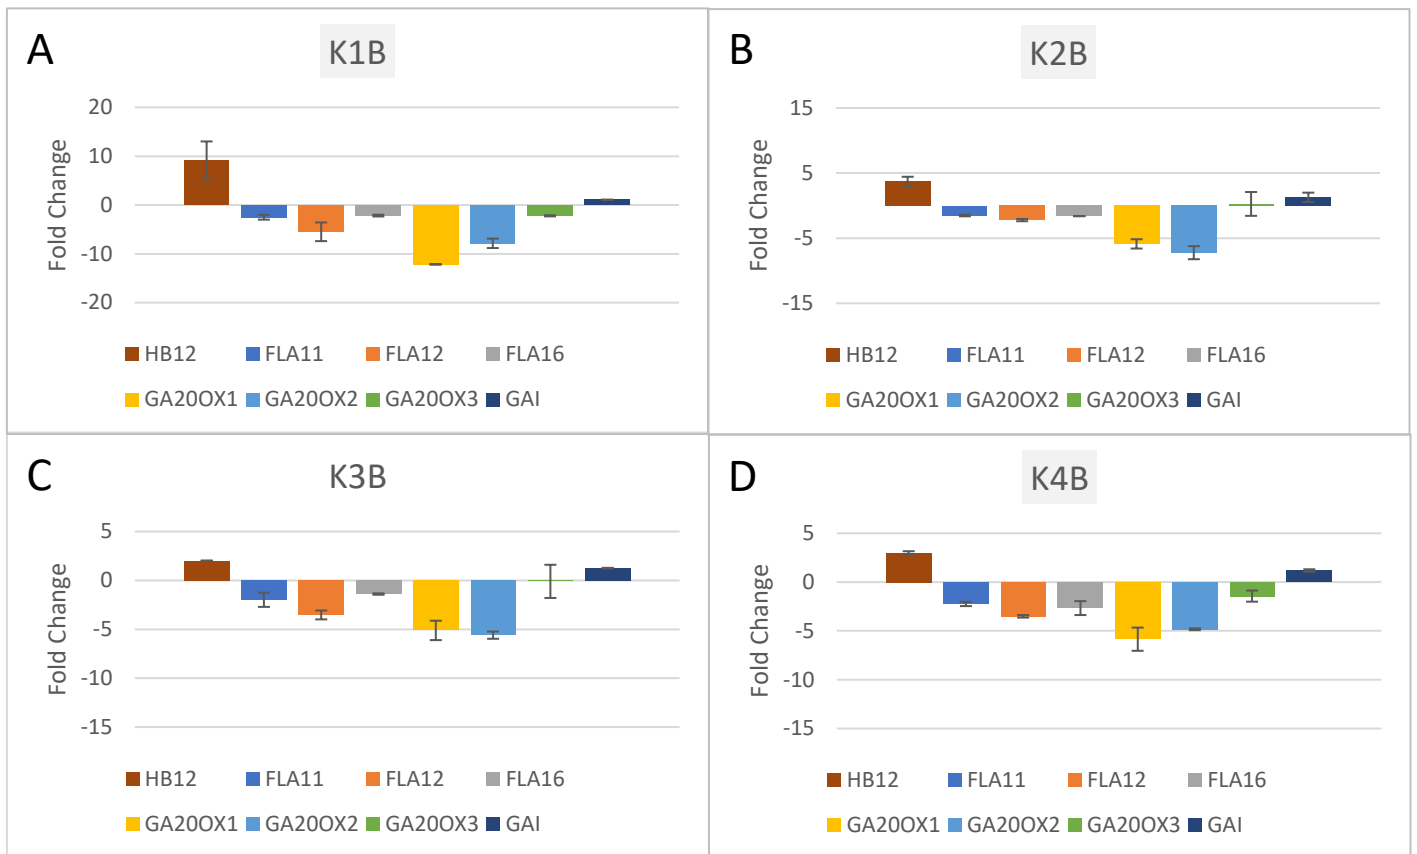 A
K1B
20
10
0
-10
-20
Fold Change
HB12 FLA11 FLA12 FLA16
GA20OX1 GA20OX2 GA20OX3 GAI
B
K2B
15
5
-5
-15
Fold Change
HB12 FLA11 FLA12 FLA16
GA20OX1 GA20OX2 GA20OX3 GAI
C
K3B
5
0
-5
-10
-15
Fold Change
HB12 FLA11 FLA12 FLA16
GA20OX1 GA20OX2 GA20OX3 GAI
D
K4B
5
0
-5
-10
-15
Fold Change
HB12 FLA11 FLA12 FLA16
GA20OX1 GA20OX2 GA20OX3 GAI